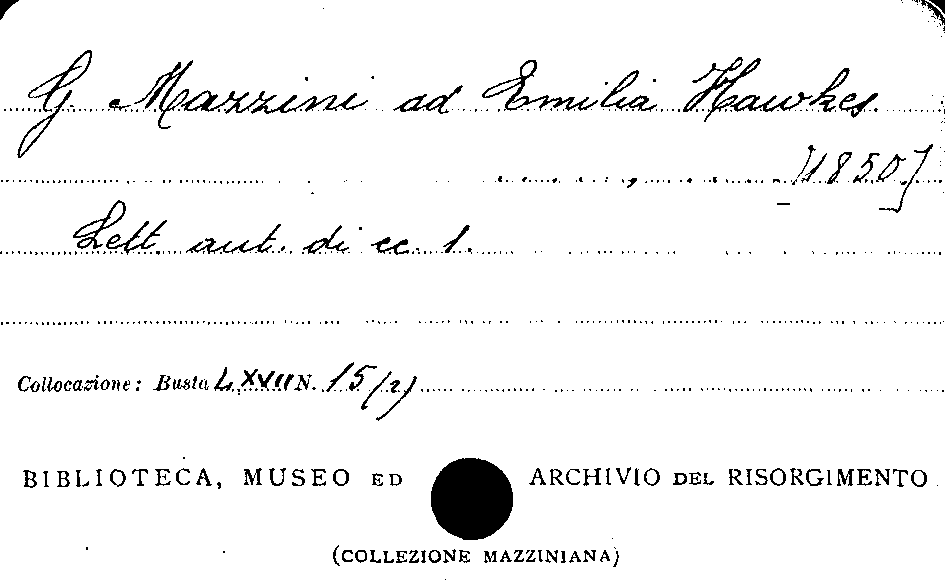 G. Mazzini ad Emilia Hawkes.
[1850]
Lett. aut. di cc. 1.
Collocazione: Busta LXVII N. 15/(2)
BIBLIOTECA, MUSEO ED ARCHIVIO DEL RISORGIMENTO
(COLLEZIONE MAZZINIANA)